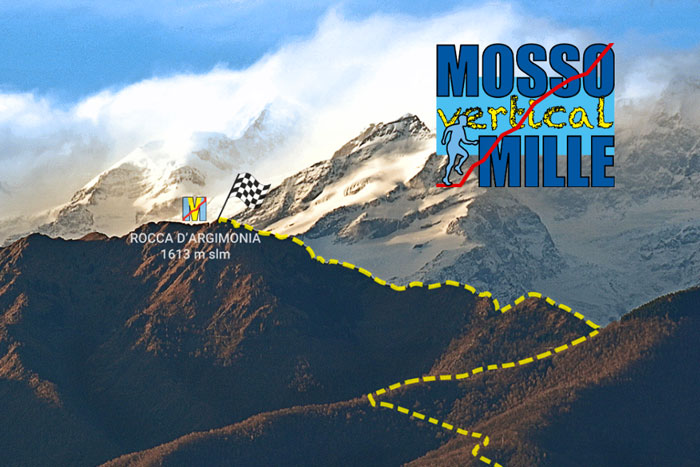 MOSSO
vertical
MILLE
V
ROCCA D'ARGIMONIA
1613 m slm